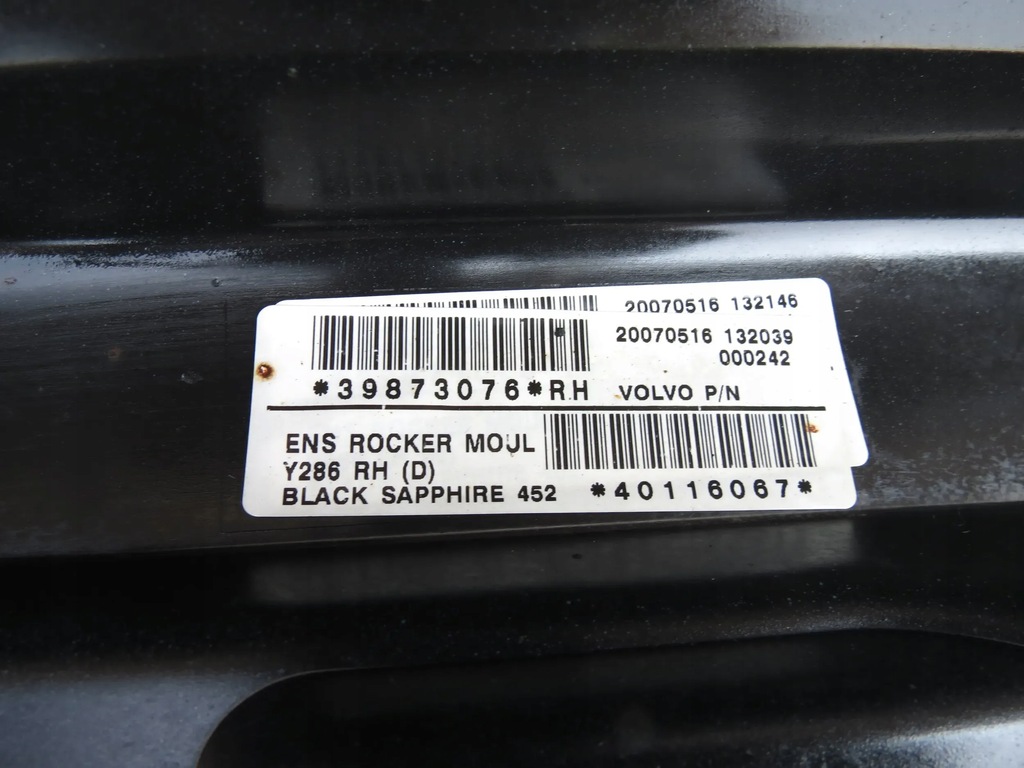 20070516 132146
20070516 132039
000242
*39873076*RH VOLVO P/N
ENS ROCKER MOUL
Y286 RH (D)
BLACK SAPPHIRE 452 *40116067*